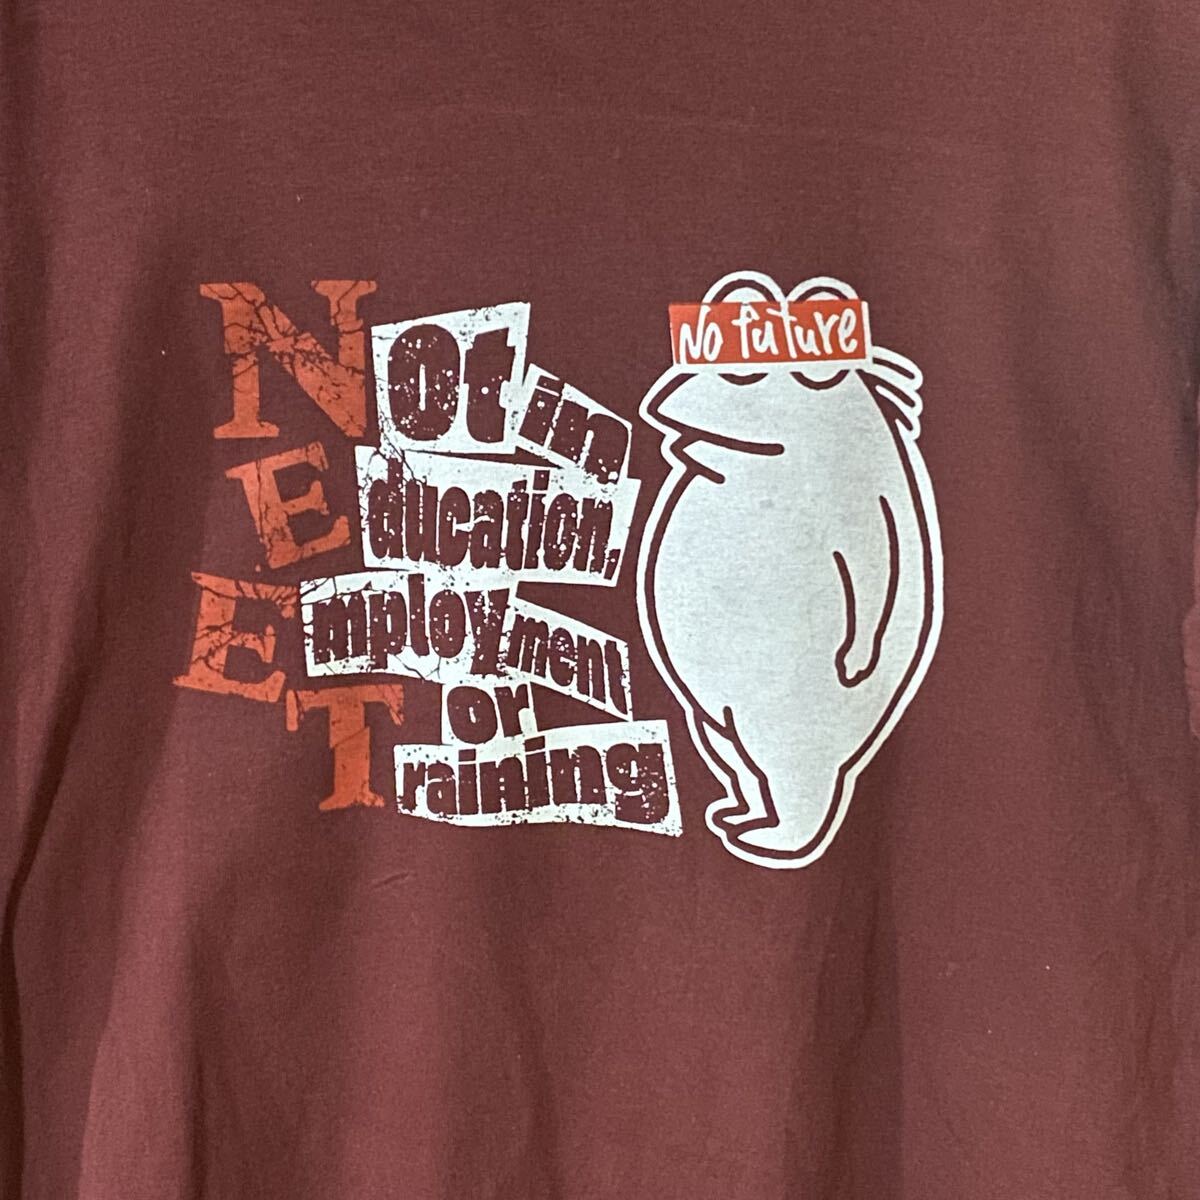 Not in
Education,
Employment
or
Training
No future